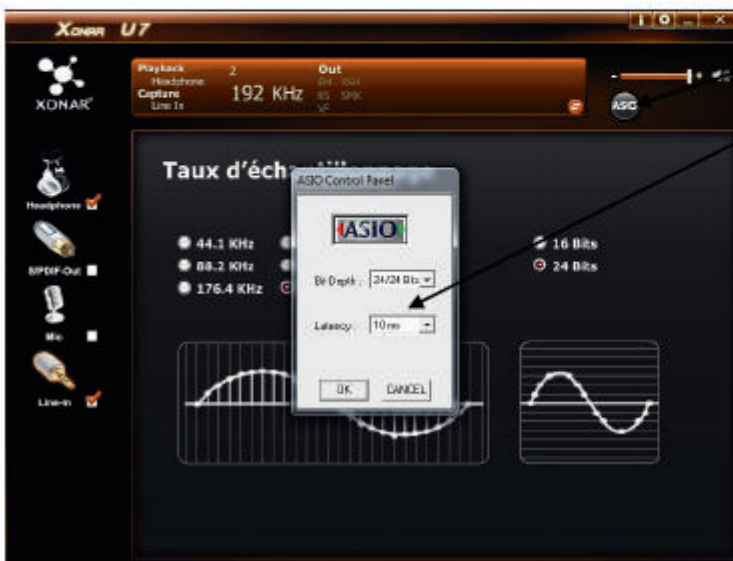 XONAR U7
XONAR
Playback 2 Out
Headphone
Capture 192 KHz
Line In
ASIO
Headphone
S/PDIF-Out
Mic
Line-In
Taux
44.1 KHz
88.2 KHz
176.4 KHz
16 Bits
24 Bits
ASIO Control Panel
ASIO
Bit Depth : 24/24 Bits
Latency : 10 ms
OK CANCEL